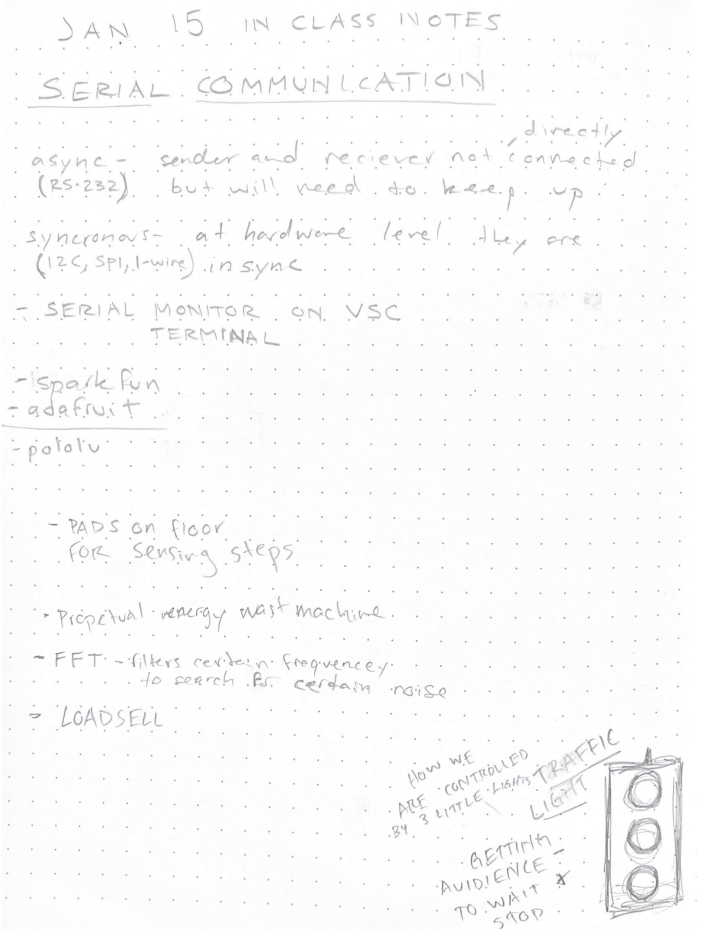 JAN 15 IN CLASS NOTES
SERIAL COMMUNICATION
directly
async - sender and reciever not connected
(RS-232) but will need to keep up
syncronous - at hardware level they are
(I2C, SPI, 1-wire) in sync
- SERIAL MONITOR ON VSC
TERMINAL
- sparkfun
- adafruit
- pololu
- PADS on floor
FOR sensing steps
- Prepetual energy wast machine
- FFT - filters certain frequencey
to search for certain noise
- LOADSELL
HOW WE
ARE CONTROLLED
BY 3 LITTLE LIGHTS
TRAFFIC
LIGHT
GETTING
AUIDIENCE
TO WAIT
STOP